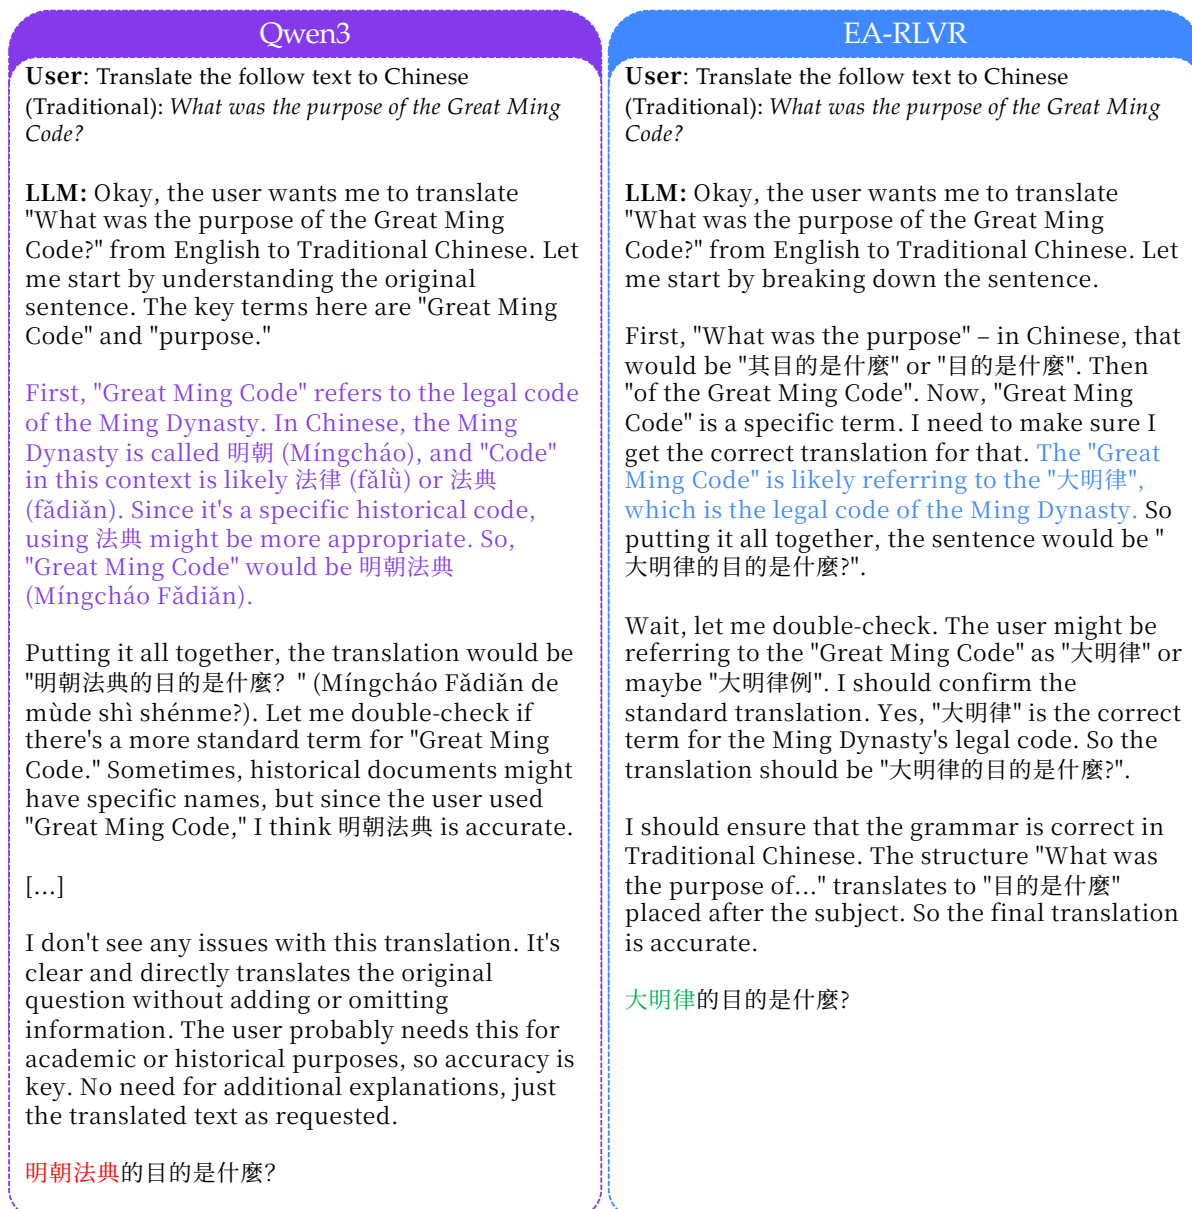 Qwen3
User: Translate the follow text to Chinese
(Traditional): What was the purpose of the Great Ming
Code?
LLM: Okay, the user wants me to translate
"What was the purpose of the Great Ming
Code?" from English to Traditional Chinese. Let
me start by understanding the original
sentence. The key terms here are "Great Ming
Code" and "purpose."
First, "Great Ming Code" refers to the legal code
of the Ming Dynasty. In Chinese, the Ming
Dynasty is called 明朝 (Míngcháo), and "Code"
in this context is likely 法律 (fǎlǜ) or 法典
(fǎdiǎn). Since it's a specific historical code,
using 法典 might be more appropriate. So,
"Great Ming Code" would be 明朝法典
(Míngcháo Fǎdiǎn).
Putting it all together, the translation would be
"明朝法典的目的是什麼？" (Míngcháo Fǎdiǎn de
mùde shì shénme?). Let me double-check if
there's a more standard term for "Great Ming
Code." Sometimes, historical documents might
have specific names, but since the user used
"Great Ming Code," I think 明朝法典 is accurate.
[...]
I don't see any issues with this translation. It's
clear and directly translates the original
question without adding or omitting
information. The user probably needs this for
academic or historical purposes, so accuracy is
key. No need for additional explanations, just
the translated text as requested.
明朝法典的目的是什麼?
EA-RLVR
User: Translate the follow text to Chinese
(Traditional): What was the purpose of the Great Ming
Code?
LLM: Okay, the user wants me to translate
"What was the purpose of the Great Ming
Code?" from English to Traditional Chinese. Let
me start by breaking down the sentence.
First, "What was the purpose" – in Chinese, that
would be "其目的是什麼" or "目的是什麼". Then
"of the Great Ming Code". Now, "Great Ming
Code" is a specific term. I need to make sure I
get the correct translation for that. The "Great
Ming Code" is likely referring to the "大明律",
which is the legal code of the Ming Dynasty. So
putting it all together, the sentence would be "
大明律的目的是什麼?".
Wait, let me double-check. The user might be
referring to the "Great Ming Code" as "大明律" or
maybe "大明律例". I should confirm the
standard translation. Yes, "大明律" is the correct
term for the Ming Dynasty's legal code. So the
translation should be "大明律的目的是什麼?".
I should ensure that the grammar is correct in
Traditional Chinese. The structure "What was
the purpose of..." translates to "目的是什麼"
placed after the subject. So the final translation
is accurate.
大明律的目的是什麼?